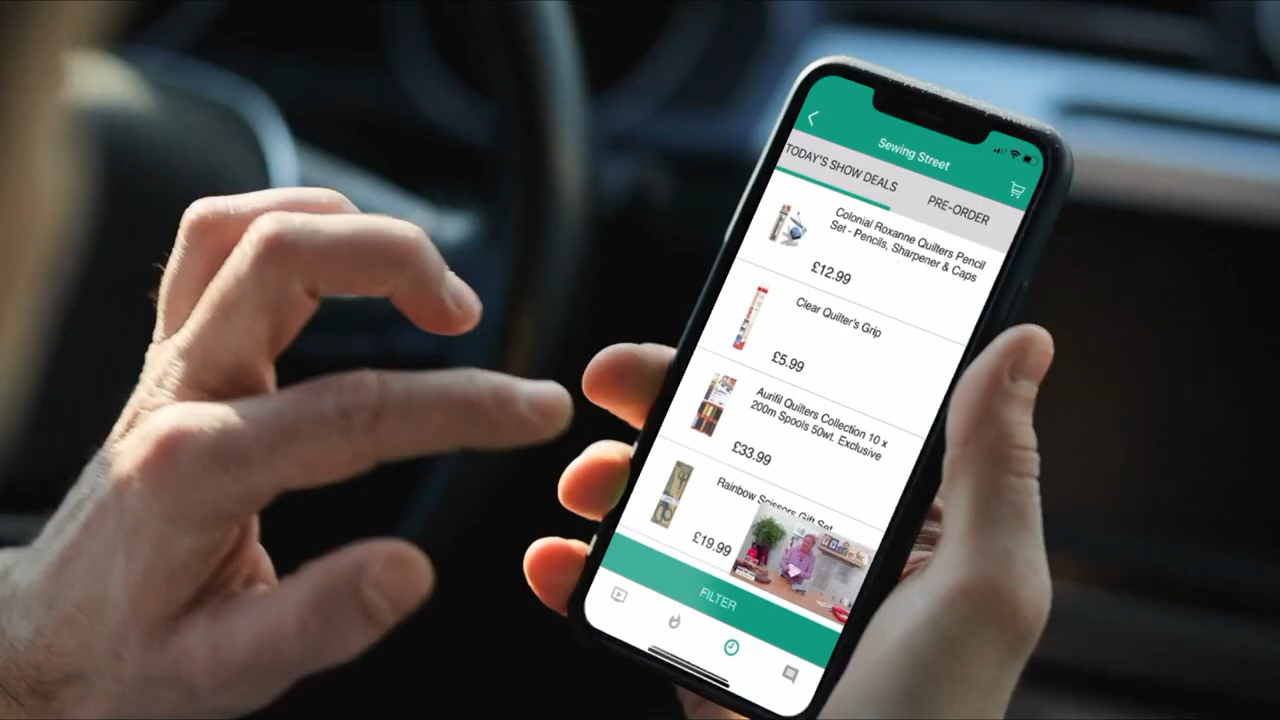 Sewing Street
TODAY'S SHOW DEALS
PRE-ORDER
Colonial Roxanne Quilters Pencil
Set - Pencils, Sharpener & Caps
£12.99
Clear Quilter's Grip
£5.99
Aurifil Quilters Collection 10 x
200m Spools 50wt. Exclusive
£33.99
Rainbow Scissors Gift Set
£19.99
FILTER